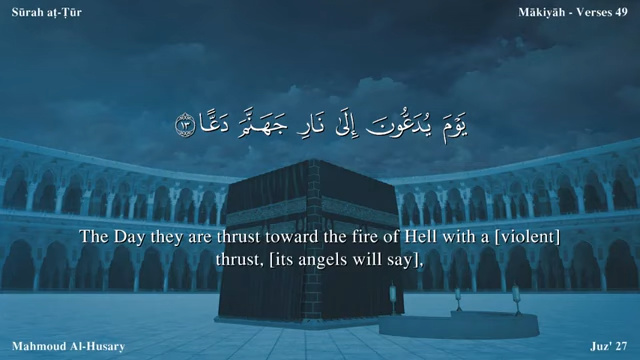 Sūrah aṭ-Ṭūr
Mākiyāh - Verses 49
يَوْمَ يُدَعُّونَ إِلَىٰ نَارِ جَهَنَّمَ دَعًّا ١٣
The Day they are thrust toward the fire of Hell with a [violent]
thrust, [its angels will say],
Mahmoud Al-Husary
Juz' 27